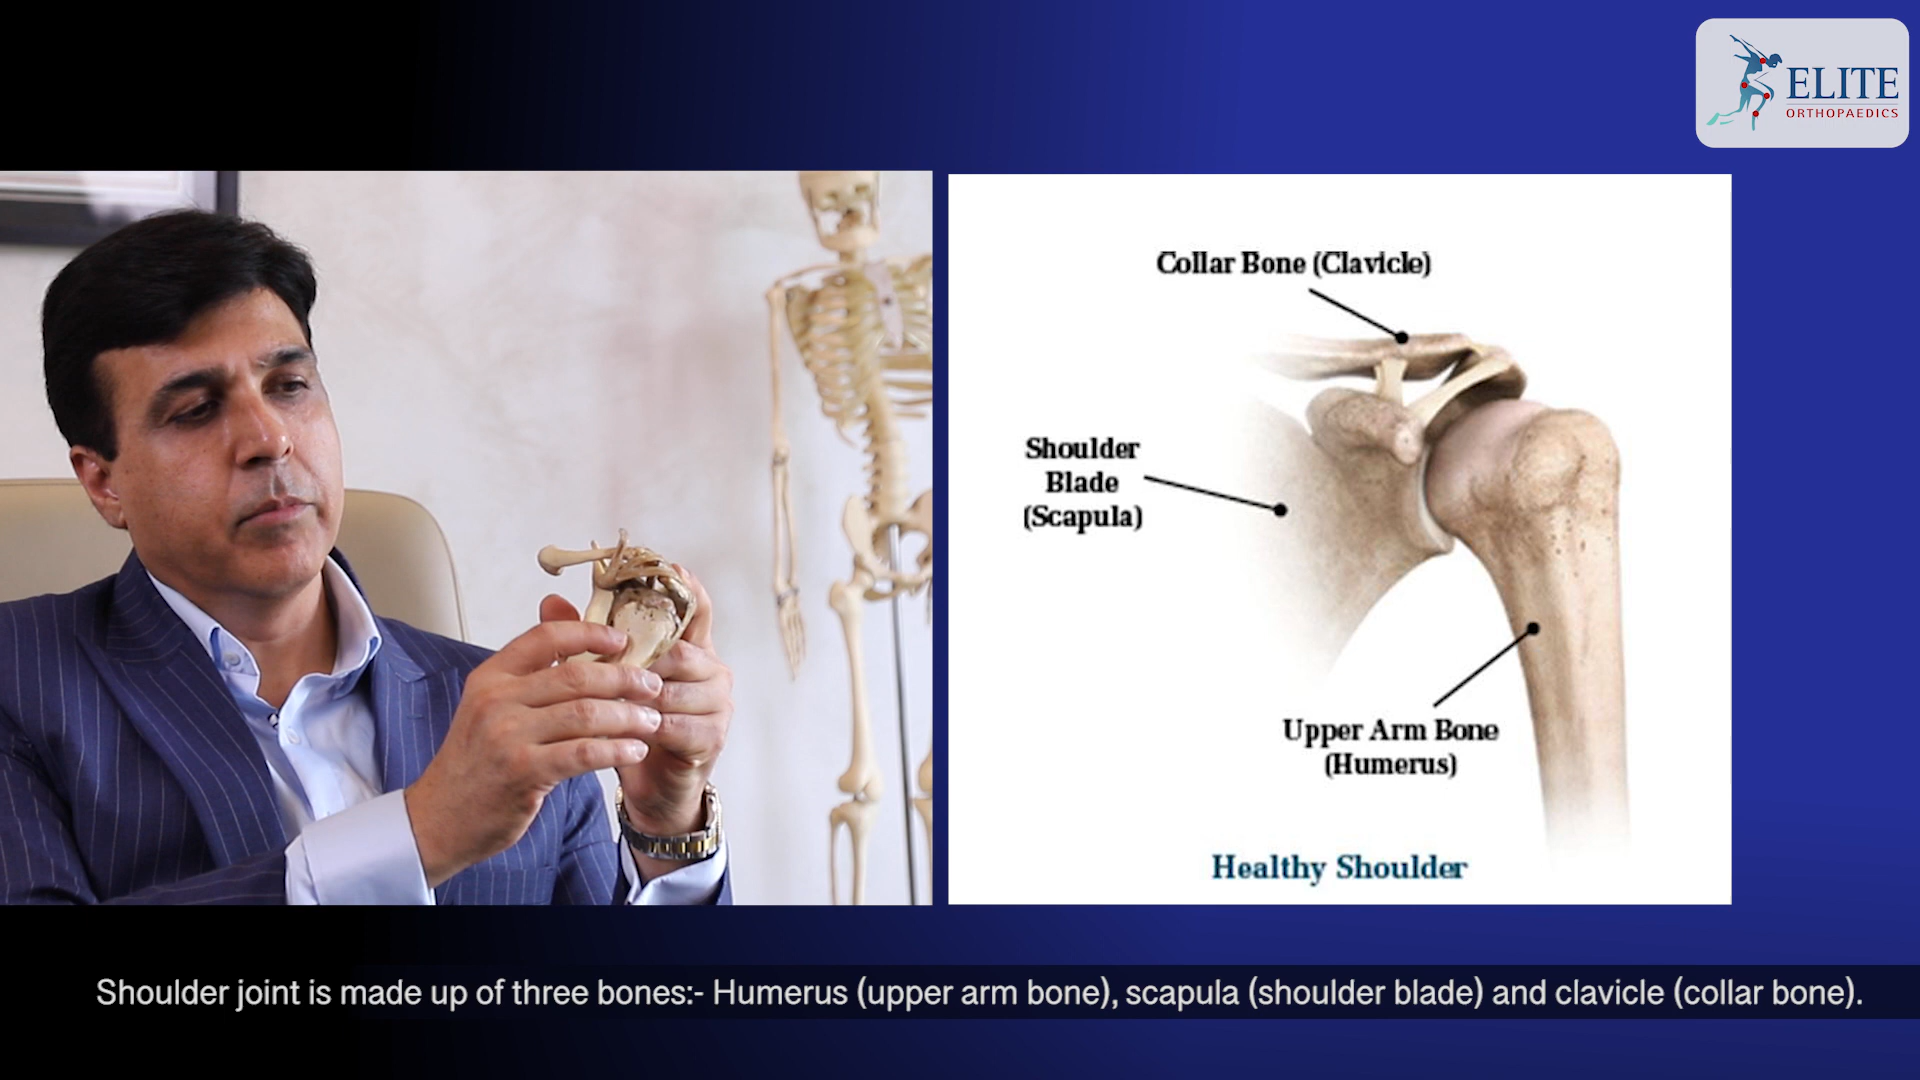 ELITE
ORTHOPAEDICS
Collar Bone (Clavicle)
Shoulder
Blade
(Scapula)
Upper Arm Bone
(Humerus)
Healthy Shoulder
Shoulder joint is made up of three bones:- Humerus (upper arm bone), scapula (shoulder blade) and clavicle (collar bone).